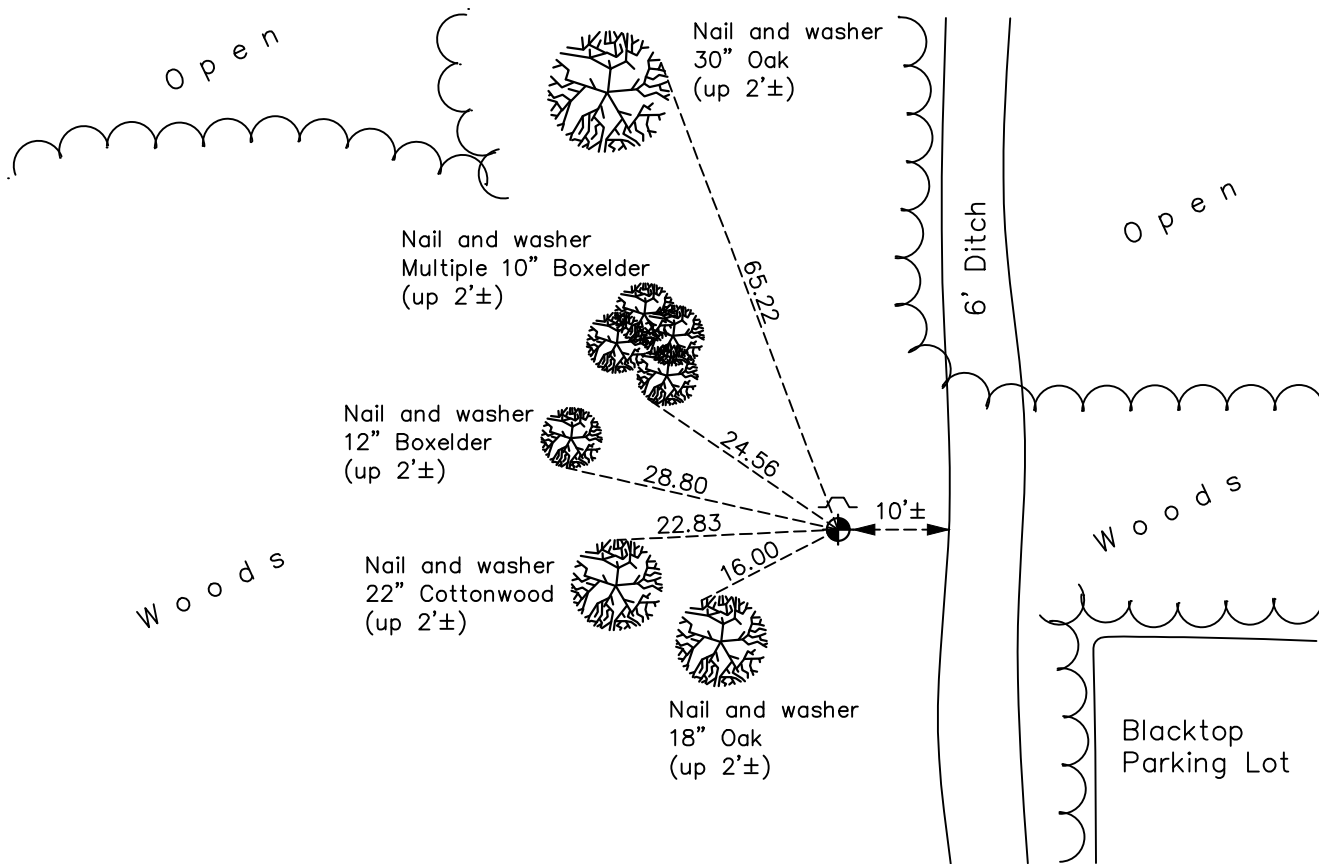 Open
Nail and washer
30” Oak
(up 2'±)
Open
6' Ditch
Nail and washer
Multiple 10” Boxelder
(up 2'±)
65.22
Nail and washer
12” Boxelder
(up 2'±)
24.56
28.80
22.83
16.00
10'±
Woods
Nail and washer
22” Cottonwood
(up 2'±)
Woods
Nail and washer
18” Oak
(up 2'±)
Blacktop
Parking Lot